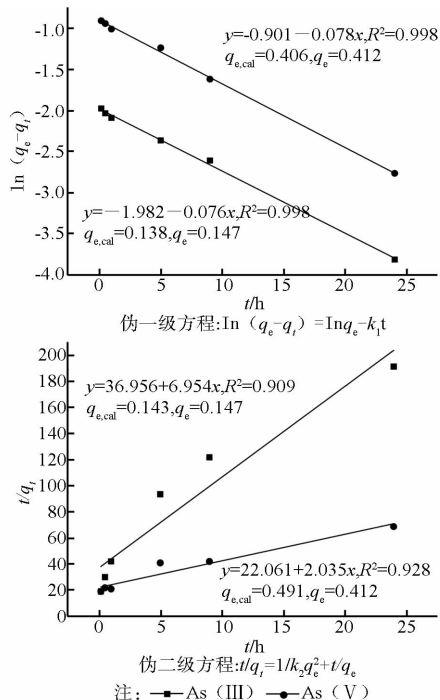 -1.0
y=-0.901－0.078x,R²=0.998
qe,cal=0.406,qe=0.412
-1.5
-2.0
ln（qe-qt）
-2.5
-3.0
y=－1.982－0.076x,R²=0.998
qe,cal=0.138,qe=0.147
-3.5
-4.0
0 5 10 15 20 25
t/h
伪一级方程:In（qe-qt）=Inqe-k1t
200
180
y=36.956+6.954x,R²=0.909
qe,cal=0.143,qe=0.147
160
140
120
t/qt
100
80
60
40
y=22.061+2.035x,R²=0.928
qe,cal=0.491,qe=0.412
20
0
0 5 10 15 20 25
t/h
伪二级方程:t/qt=1/k2qe²+t/qe
注：As（Ⅲ） As（Ⅴ）